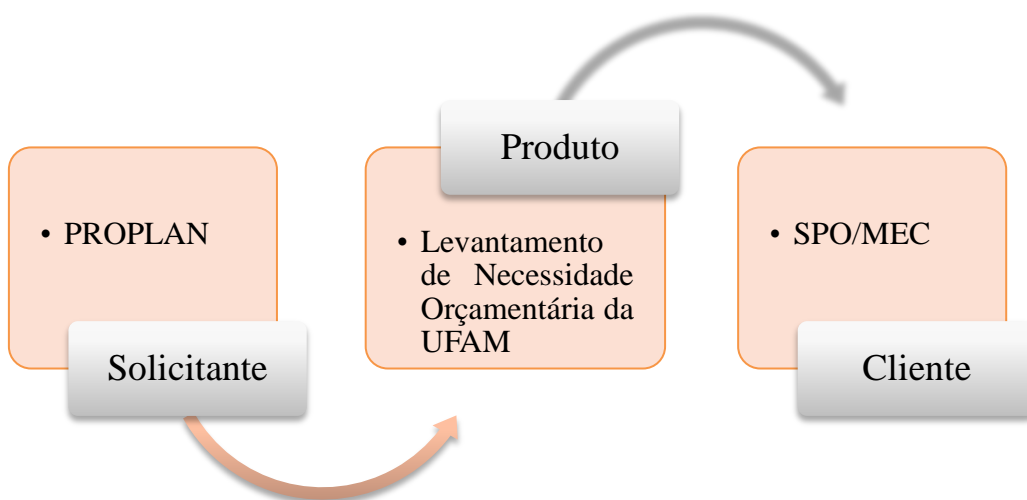 • PROPLAN
Solicitante
Produto
• Levantamento
de Necessidade
Orçamentária da
UFAM
• SPO/MEC
Cliente